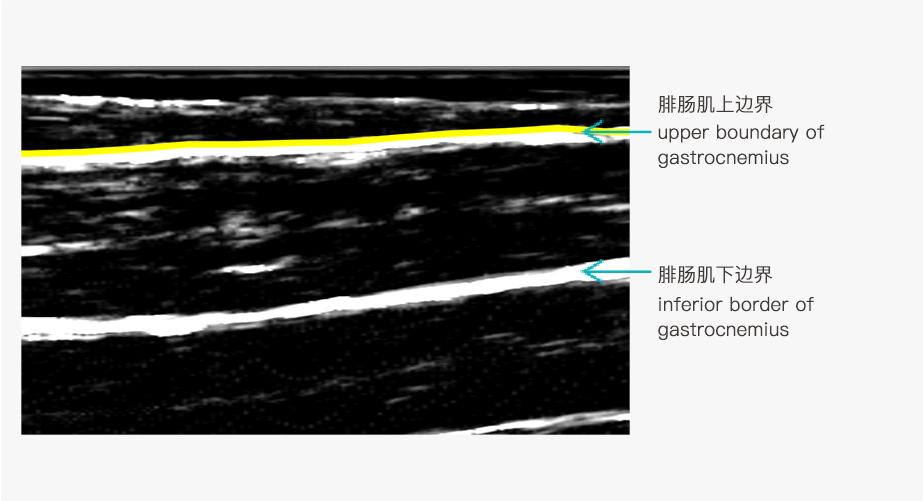 腓肠肌上边界
upper boundary of
gastrocnemius
腓肠肌下边界
inferior border of
gastrocnemius